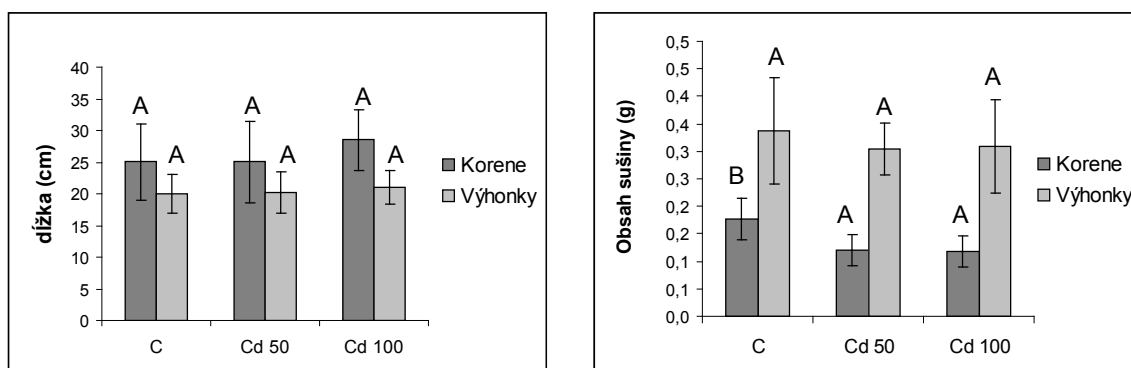 dĺžka (cm)
40
35
30
25
20
15
10
5
0
A
A
A
A
A
A
C
Cd 50
Cd 100
Korene
Výhonky
Obsah sušiny (g)
0,5
0,5
0,4
0,4
0,3
0,3
0,2
0,2
0,1
0,1
0,0
B
A
A
A
A
A
C
Cd 50
Cd 100
Korene
Výhonky